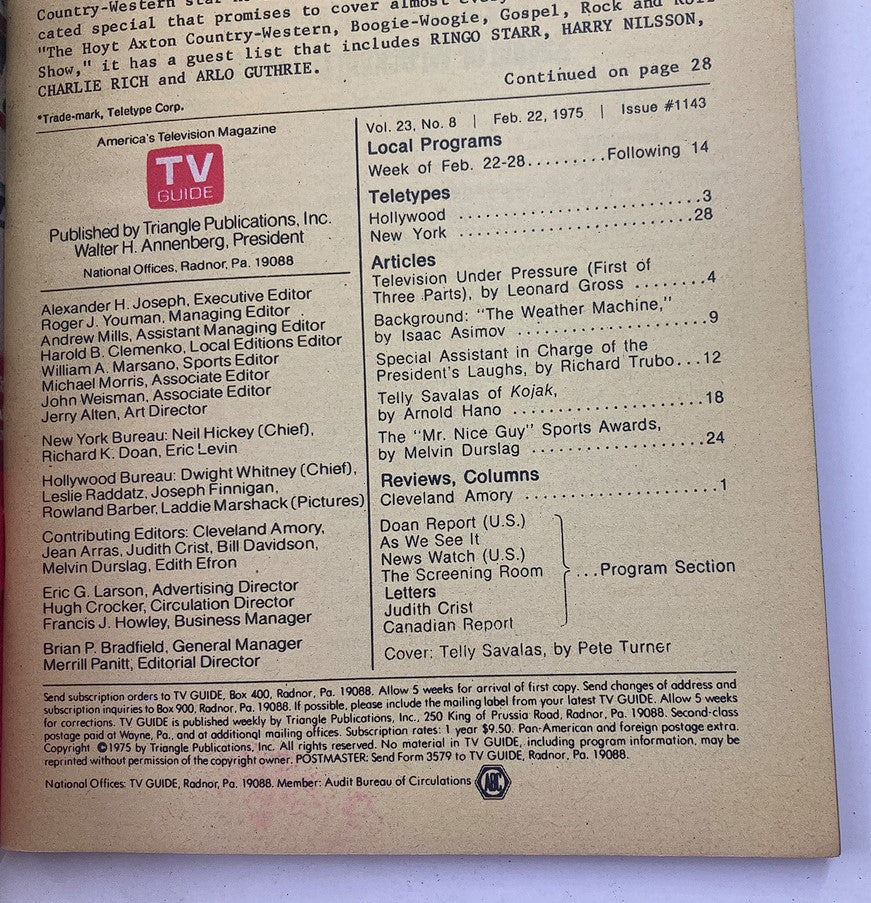 Country-Western
cated special that promises to cover almost
"The Hoyt Axton Country-Western, Boogie-Woogie, Gospel, Rock and Roll
Show," it has a guest list that includes RINGO STARR, HARRY NILSSON,
CHARLIE RICH and ARLO GUTHRIE.
Continued on page 28
*Trade-mark, Teletype Corp.
America's Television Magazine
TV
GUIDE
Published by Triangle Publications, Inc.
Walter H. Annenberg, President
National Offices, Radnor, Pa. 19088
Alexander H. Joseph, Executive Editor
Roger J. Youman, Managing Editor
Andrew Mills, Assistant Managing Editor
Harold B. Clemenko, Local Editions Editor
William A. Marsano, Sports Editor
Michael Morris, Associate Editor
John Weisman, Associate Editor
Jerry Alten, Art Director
New York Bureau: Neil Hickey (Chief),
Richard K. Doan, Eric Levin
Hollywood Bureau: Dwight Whitney (Chief),
Leslie Raddatz, Joseph Finnigan,
Rowland Barber, Laddie Marshack (Pictures)
Contributing Editors: Cleveland Amory,
Jean Arras, Judith Crist, Bill Davidson,
Melvin Durslag, Edith Efron
Eric G. Larson, Advertising Director
Hugh Crocker, Circulation Director
Francis J. Howley, Business Manager
Brian P. Bradfield, General Manager
Merrill Panitt, Editorial Director
Vol. 23, No. 8 | Feb. 22, 1975 | Issue #1143
Local Programs
Week of Feb. 22-28.........Following 14
Teletypes
Hollywood ............................3
New York ...........................28
Articles
Television Under Pressure (First of
Three Parts), by Leonard Gross ........4
Background: "The Weather Machine,"
by Isaac Asimov ......................9
Special Assistant in Charge of the
President's Laughs, by Richard Trubo...12
Telly Savalas of Kojak,
by Arnold Hano ......................18
The "Mr. Nice Guy" Sports Awards,
by Melvin Durslag ....................24
Reviews, Columns
Cleveland Amory .......................1
Doan Report (U.S.)
As We See It
News Watch (U.S.)
The Screening Room ...Program Section
Letters
Judith Crist
Canadian Report
Cover: Telly Savalas, by Pete Turner
Send subscription orders to TV GUIDE, Box 400, Radnor, Pa. 19088. Allow 5 weeks for arrival of first copy. Send changes of address and
subscription inquiries to Box 900, Radnor, Pa. 19088. If possible, please include the mailing label from your latest TV GUIDE. Allow 5 weeks
for corrections. TV GUIDE is published weekly by Triangle Publications, Inc., 250 King of Prussia Road, Radnor, Pa. 19088. Second-class
postage paid at Wayne, Pa., and at additional mailing offices. Subscription rates: 1 year $9.50. Pan-American and foreign postage extra.
Copyright ©1975 by Triangle Publications, Inc. All rights reserved. No material in TV GUIDE, including program information, may be
reprinted without permission of the copyright owner. POSTMASTER: Send Form 3579 to TV GUIDE, Radnor, Pa. 19088.
National Offices: TV GUIDE, Radnor, Pa. 19088. Member: Audit Bureau of Circulations ABC